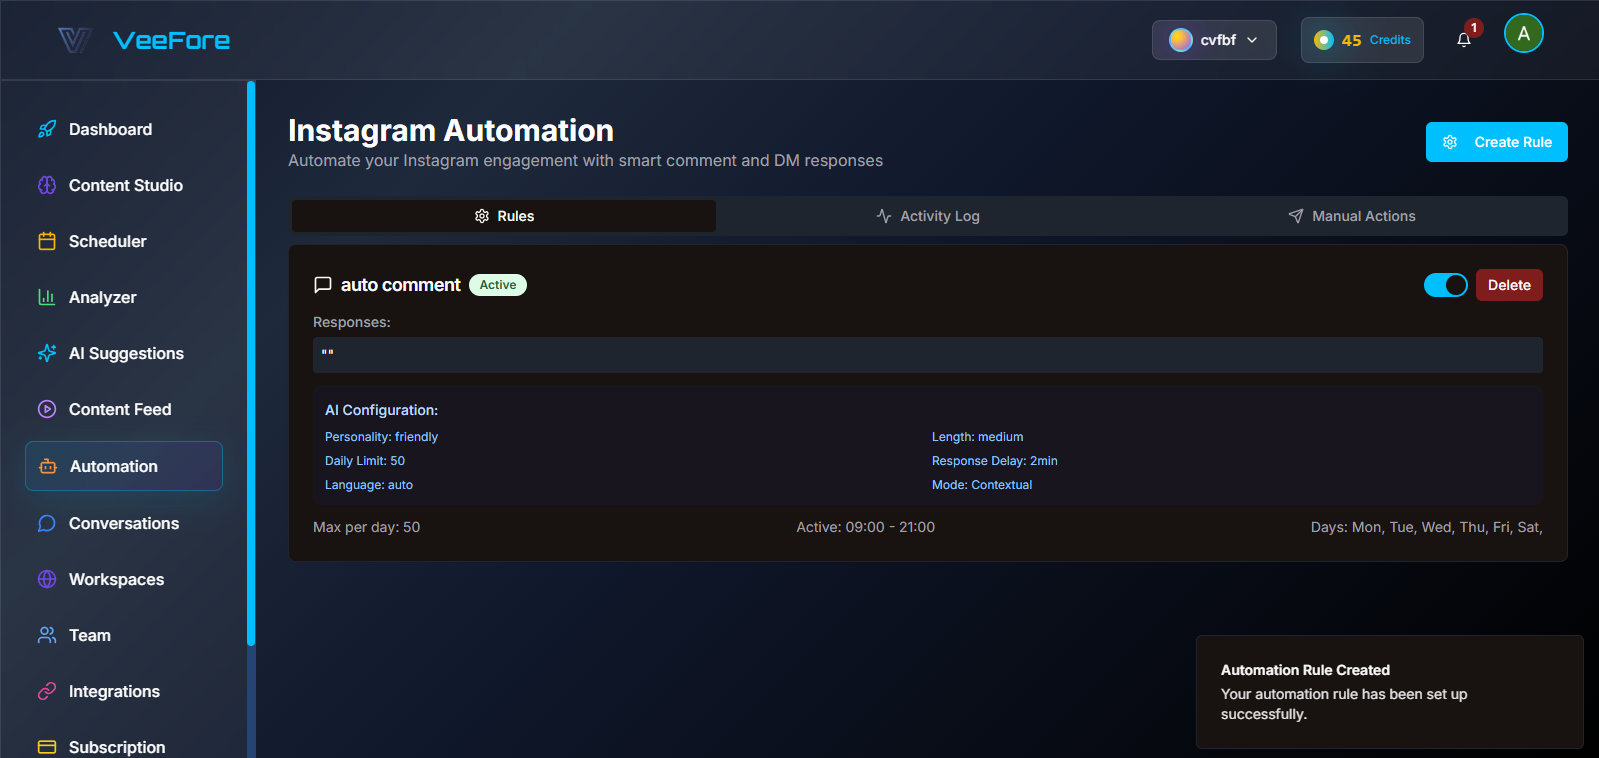 VeeFore
cvfbf
45 Credits
1
A
Dashboard
Content Studio
Scheduler
Analyzer
AI Suggestions
Content Feed
Automation
Conversations
Workspaces
Team
Integrations
Subscription
Instagram Automation
Automate your Instagram engagement with smart comment and DM responses
Create Rule
Rules
Activity Log
Manual Actions
auto comment Active
Delete
Responses:
""
AI Configuration:
Personality: friendly
Length: medium
Daily Limit: 50
Response Delay: 2min
Language: auto
Mode: Contextual
Max per day: 50
Active: 09:00 - 21:00
Days: Mon, Tue, Wed, Thu, Fri, Sat,
Automation Rule Created
Your automation rule has been set up
successfully.